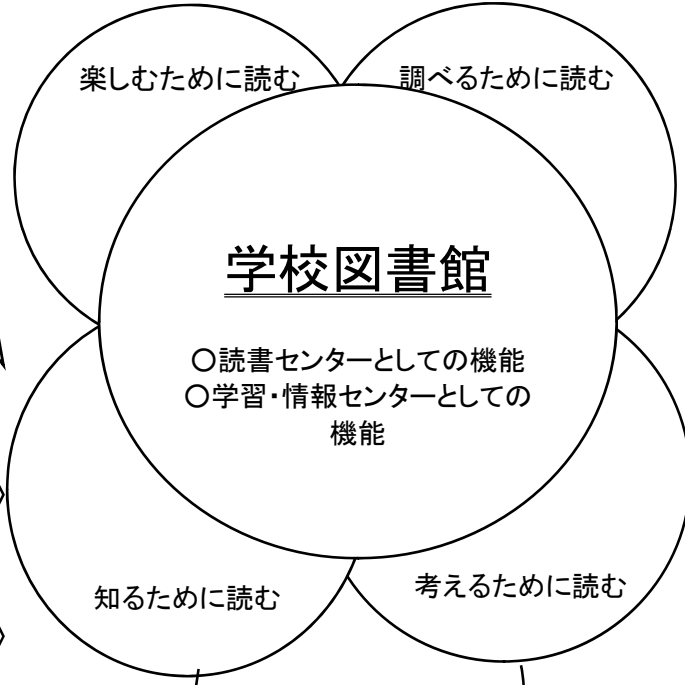 楽しむために読む
調べるために読む
学校図書館
○読書センターとしての機能
○学習・情報センターとしての
機能
知るために読む
考えるために読む